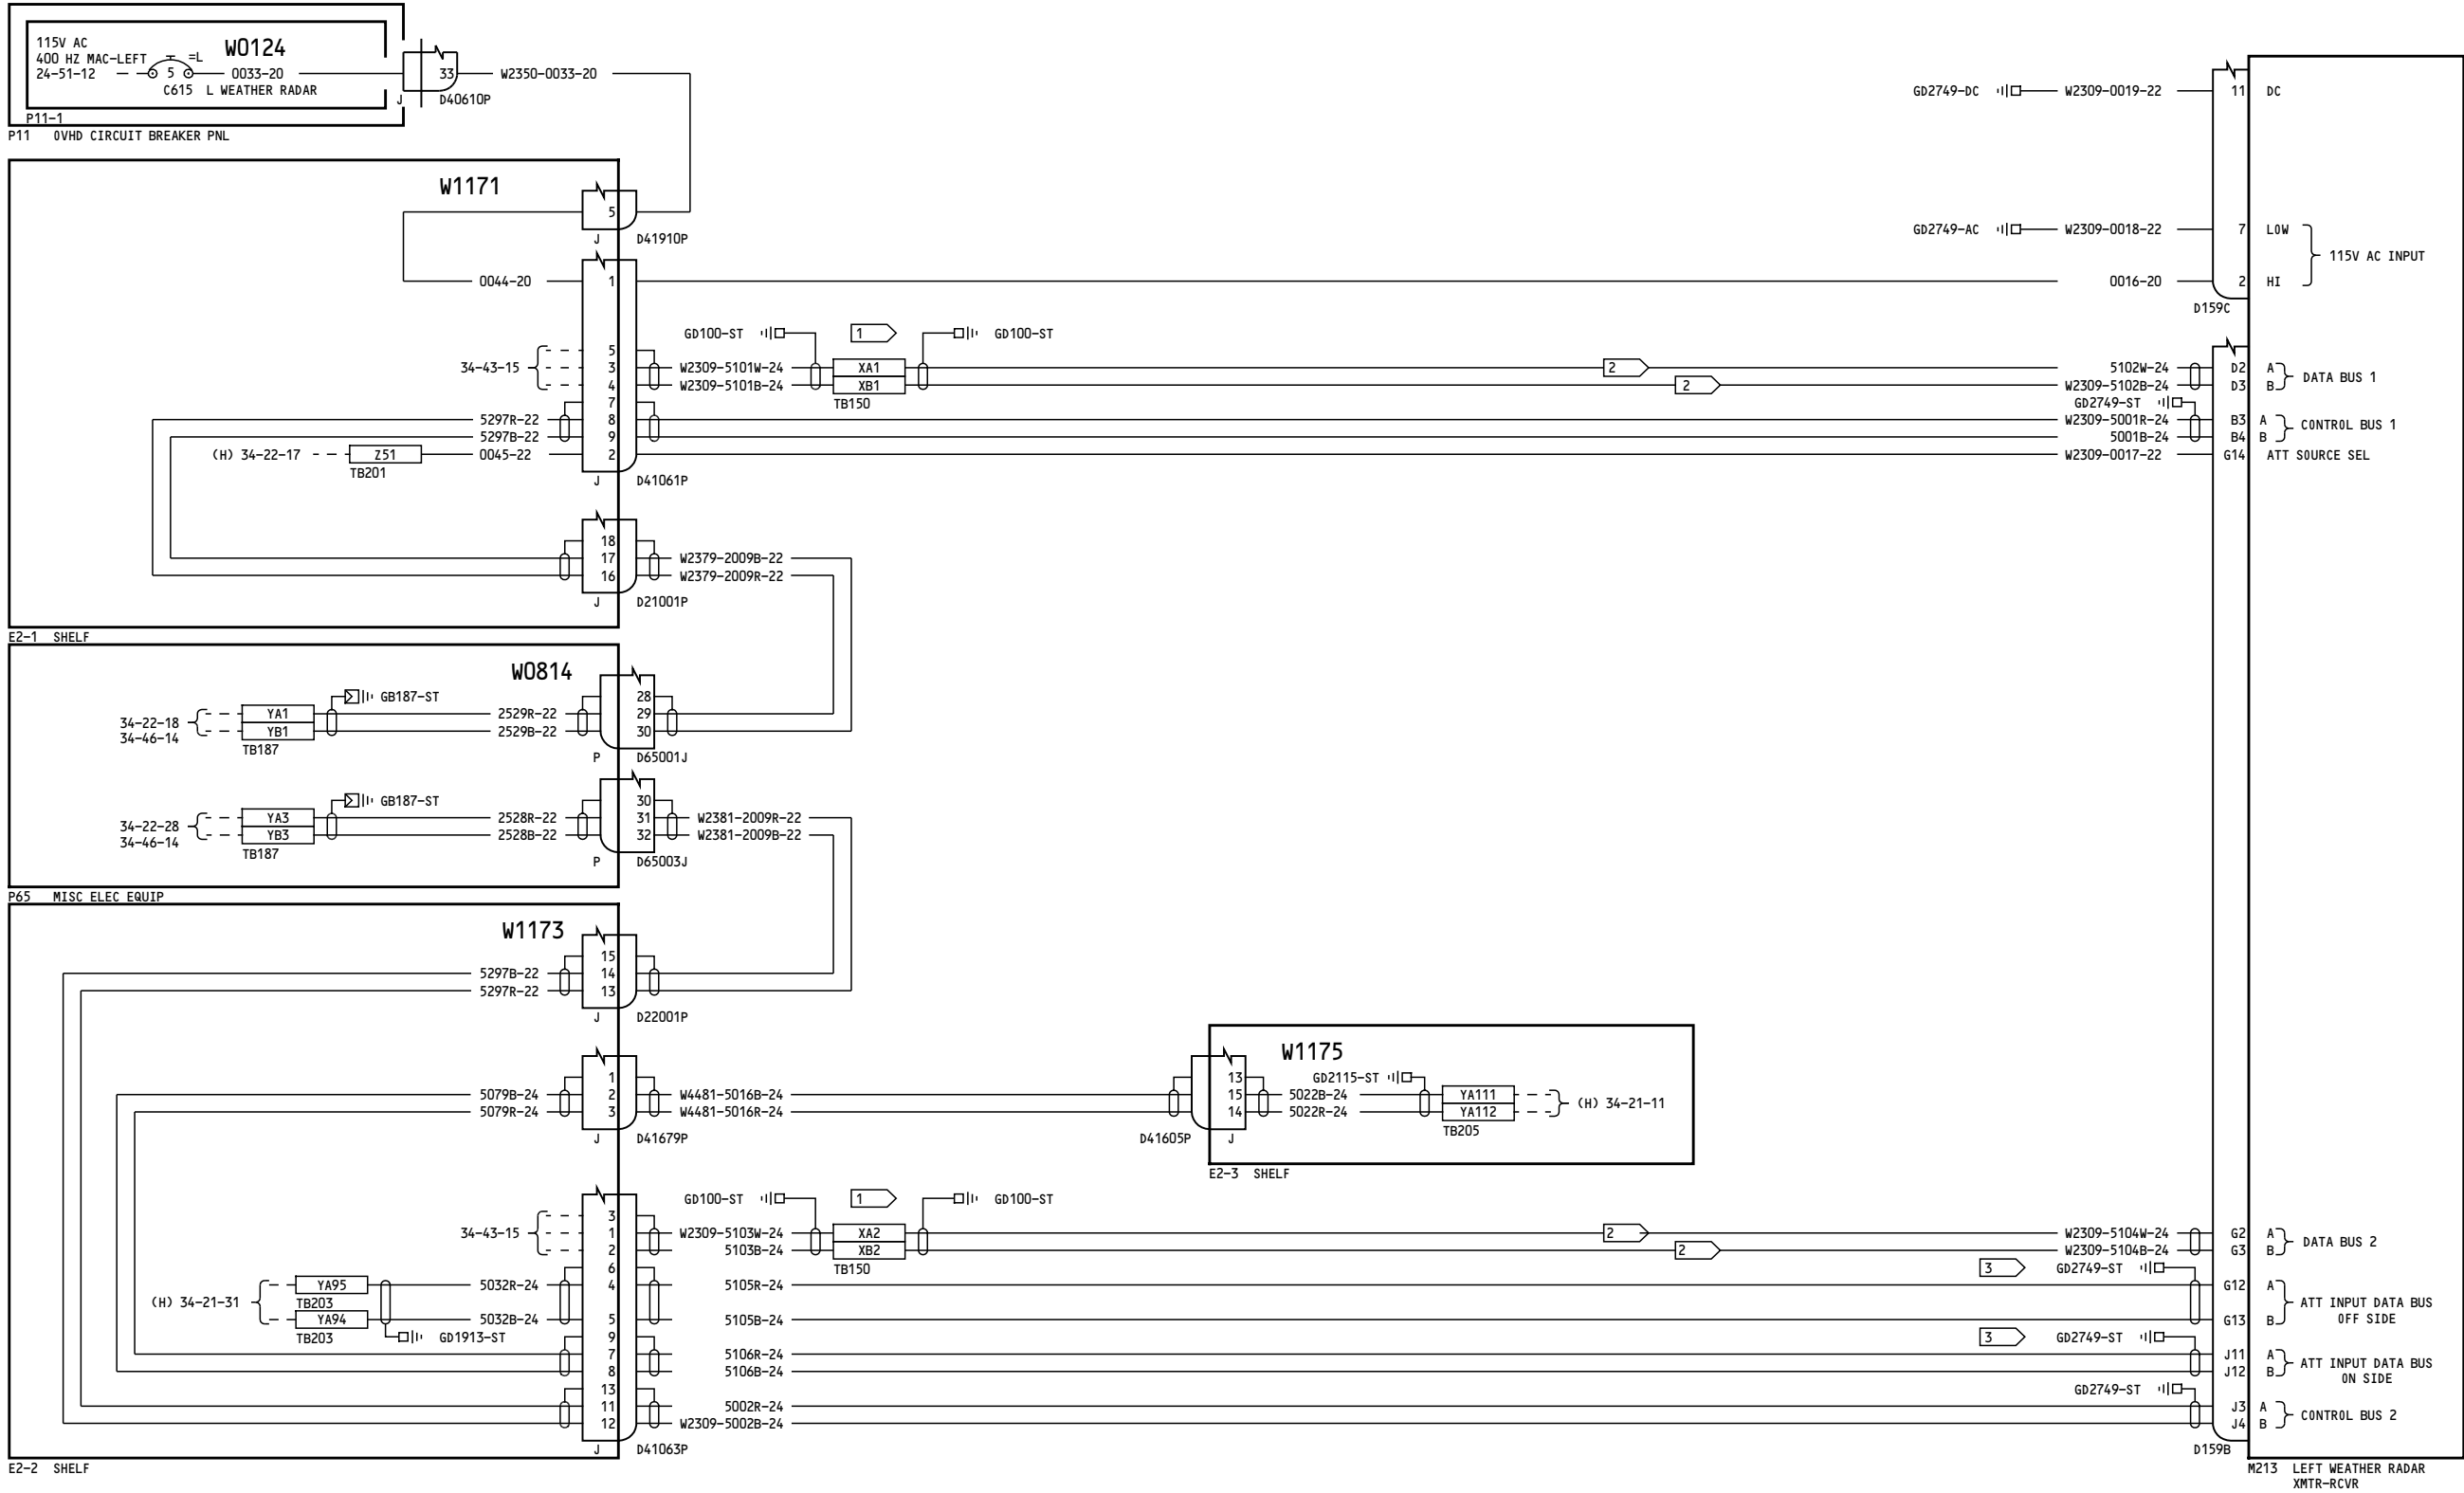 115V AC
400 HZ MAC-LEFT
24-51-12
5
=L
W0124
0033-20
C615 L WEATHER RADAR
J
33
D40610P
W2350-0033-20
P11-1
P11 OVHD CIRCUIT BREAKER PNL
GD2749-DC
W2309-0019-22
11
DC
W1171
5
J
D41910P
GD2749-AC
W2309-0018-22
7
LOW
115V AC INPUT
0044-20
1
0016-20
2
HI
D159C
GD100-ST
1
GD100-ST
34-43-15
5
3
W2309-5101W-24
XA1
2
5102W-24
D2
A
DATA BUS 1
4
W2309-5101B-24
XB1
2
W2309-5102B-24
D3
B
TB150
7
GD2749-ST
5297R-22
8
W2309-5001R-24
B3
A
CONTROL BUS 1
5297B-22
9
5001B-24
B4
B
(H) 34-22-17
Z51
0045-22
2
W2309-0017-22
G14
ATT SOURCE SEL
TB201
J
D41061P
18
17
W2379-2009B-22
16
W2379-2009R-22
J
D21001P
E2-1 SHELF
W0814
GB187-ST
28
34-22-18
34-46-14
YA1
2529R-22
29
YB1
2529B-22
30
TB187
P
D65001J
GB187-ST
30
34-22-28
34-46-14
YA3
2528R-22
31
W2381-2009R-22
YB3
2528B-22
32
W2381-2009B-22
TB187
P
D65003J
P65 MISC ELEC EQUIP
W1173
15
5297B-22
14
5297R-22
13
J
D22001P
W1175
1
13
GD2115-ST
5079B-24
2
W4481-5016B-24
15
5022B-24
YA111
(H) 34-21-11
5079R-24
3
W4481-5016R-24
14
5022R-24
YA112
TB205
J
D41679P
D41605P
J
E2-3 SHELF
GD100-ST
1
GD100-ST
34-43-15
3
1
W2309-5103W-24
XA2
2
W2309-5104W-24
G2
A
DATA BUS 2
2
5103B-24
XB2
2
W2309-5104B-24
G3
B
TB150
6
3
GD2749-ST
(H) 34-21-31
YA95
5032R-24
4
5105R-24
G12
A
ATT INPUT DATA BUS
OFF SIDE
TB203
YA94
5032B-24
5
5105B-24
G13
B
TB203
GD1913-ST
9
3
GD2749-ST
7
5106R-24
J11
A
ATT INPUT DATA BUS
ON SIDE
8
5106B-24
J12
B
13
GD2749-ST
11
5002R-24
J3
A
CONTROL BUS 2
12
W2309-5002B-24
J4
B
J
D41063P
D159B
E2-2 SHELF
M213 LEFT WEATHER RADAR
XMTR-RCVR